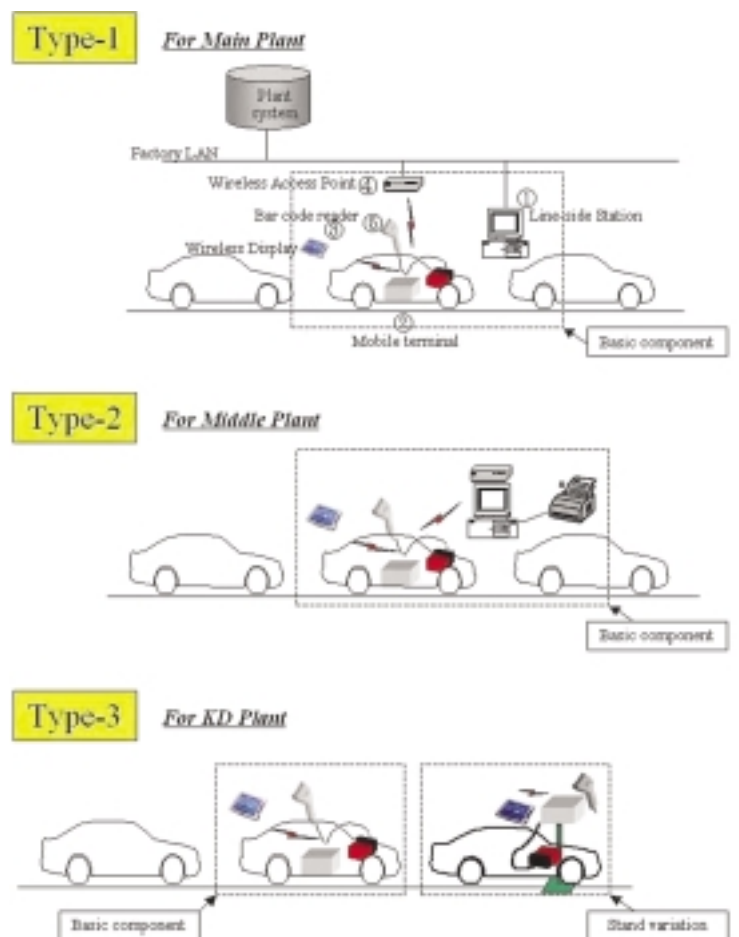 Type-1
For Main Plant
Plant
system
Factory LAN
Wireless Access Point ④
①
Bar code reader ⑤
Line-side Station
③
Wireless Display
②
Mobile terminal
Basic component
Type-2
For Middle Plant
Basic component
Type-3
For KD Plant
Basic component
Stand variation